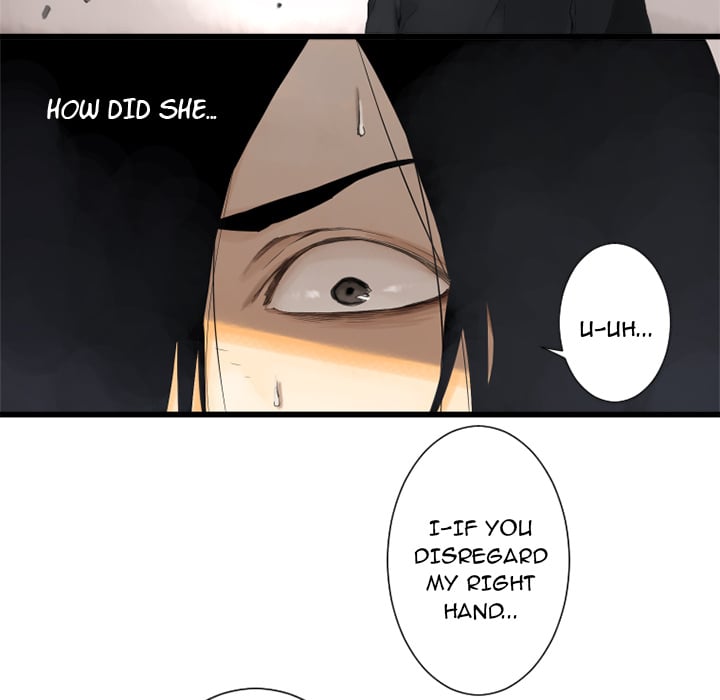 HOW DID SHE...
U-UH...
I-IF YOU
DISREGARD
MY RIGHT
HAND...